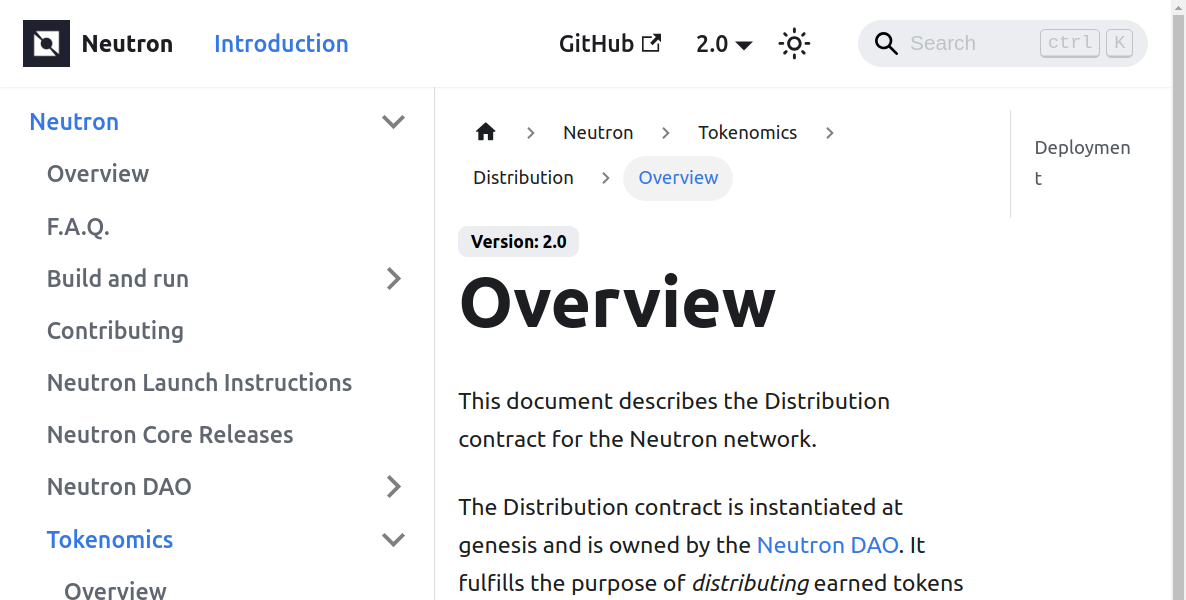 Neutron Introduction GitHub 2.0 Search ctrl K
Neutron
Overview
F.A.Q.
Build and run
Contributing
Neutron Launch Instructions
Neutron Core Releases
Neutron DAO
Tokenomics
Overview
Neutron Tokenomics
Distribution Overview
Version: 2.0
Overview
This document describes the Distribution
contract for the Neutron network.
The Distribution contract is instantiated at
genesis and is owned by the Neutron DAO. It
fulfills the purpose of distributing earned tokens
Deploymen
t